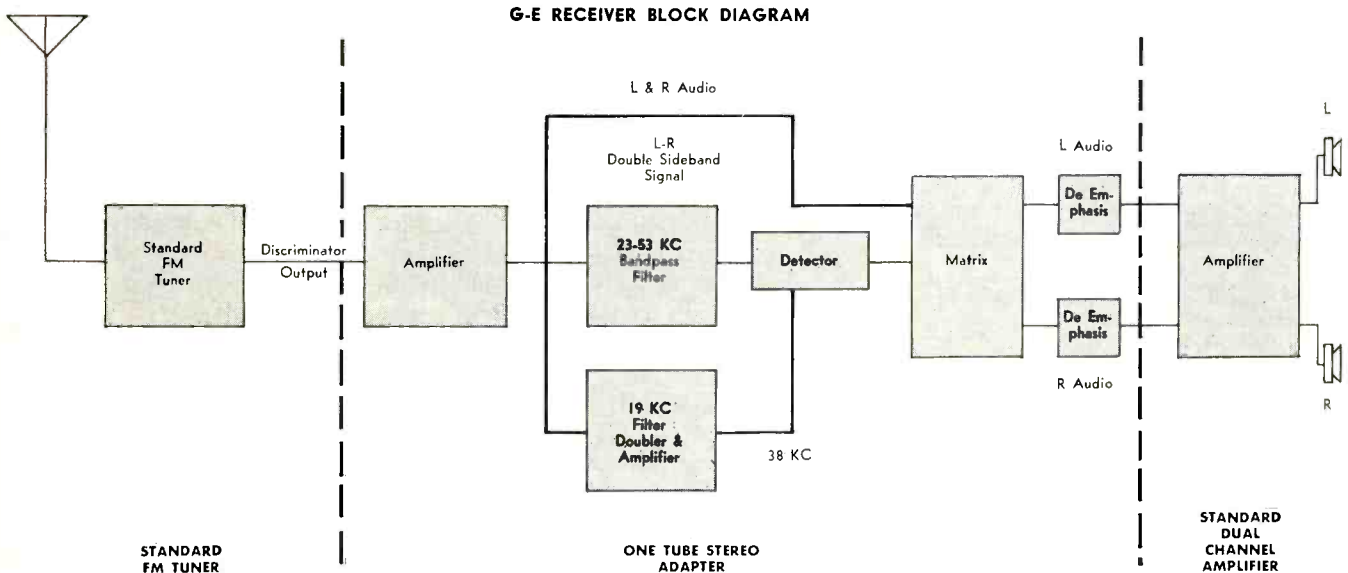 G-E RECEIVER BLOCK DIAGRAM
L & R Audio
L-R
Double Sideband
Signal
Standard
FM
Tuner
Discriminator
Output
Amplifier
23-53 KC
Bandpass
Filter
Detector
19 KC
Filter
Doubler &
Amplifier
38 KC
Matrix
L Audio
De Em-
phasis
De Em-
phasis
R Audio
Amplifier
L
R
STANDARD
FM TUNER
ONE TUBE STEREO
ADAPTER
STANDARD
DUAL
CHANNEL
AMPLIFIER